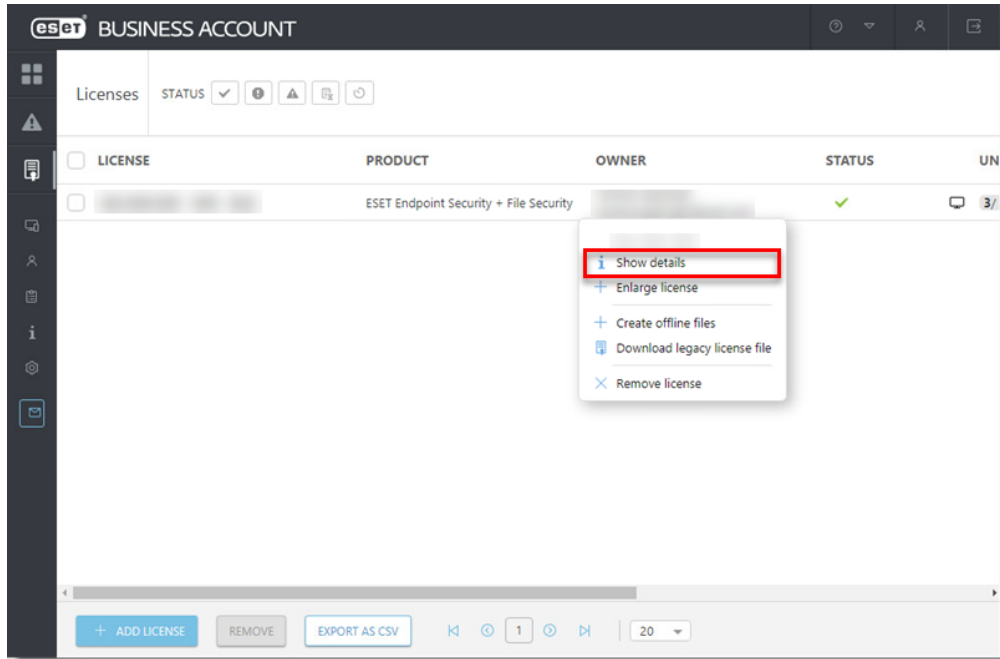 eseT BUSINESS ACCOUNT
Licenses STATUS
LICENSE PRODUCT OWNER STATUS UN
ESET Endpoint Security + File Security 3/
Show details
Enlarge license
Create offline files
Download legacy license file
Remove license
+ ADD LICENSE REMOVE EXPORT AS CSV 1 20